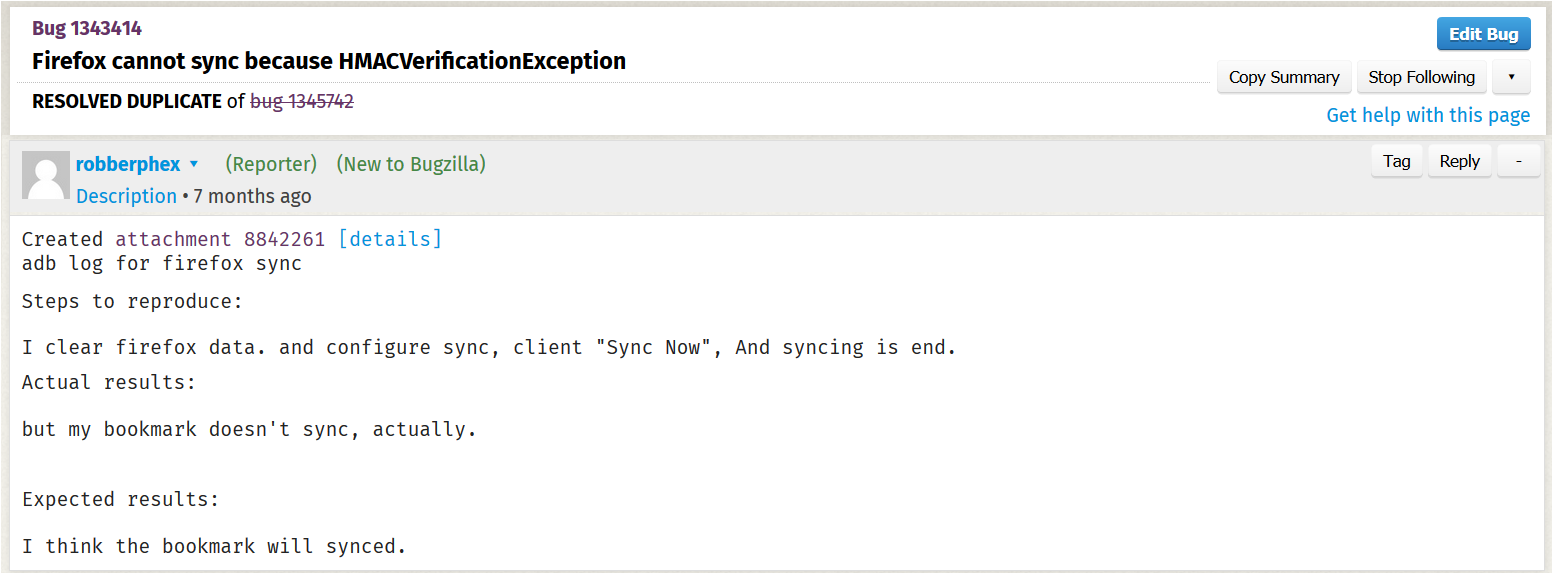 Bug 1343414
Edit Bug
Firefox cannot sync because HMACVerificationException
Copy Summary Stop Following
RESOLVED DUPLICATE of bug 1345742
Get help with this page
robberphex (Reporter) (New to Bugzilla)
Tag Reply -
Description • 7 months ago
Created attachment 8842261 [details]
adb log for firefox sync
Steps to reproduce:
I clear firefox data. and configure sync, client "Sync Now", And syncing is end.
Actual results:
but my bookmark doesn't sync, actually.
Expected results:
I think the bookmark will synced.